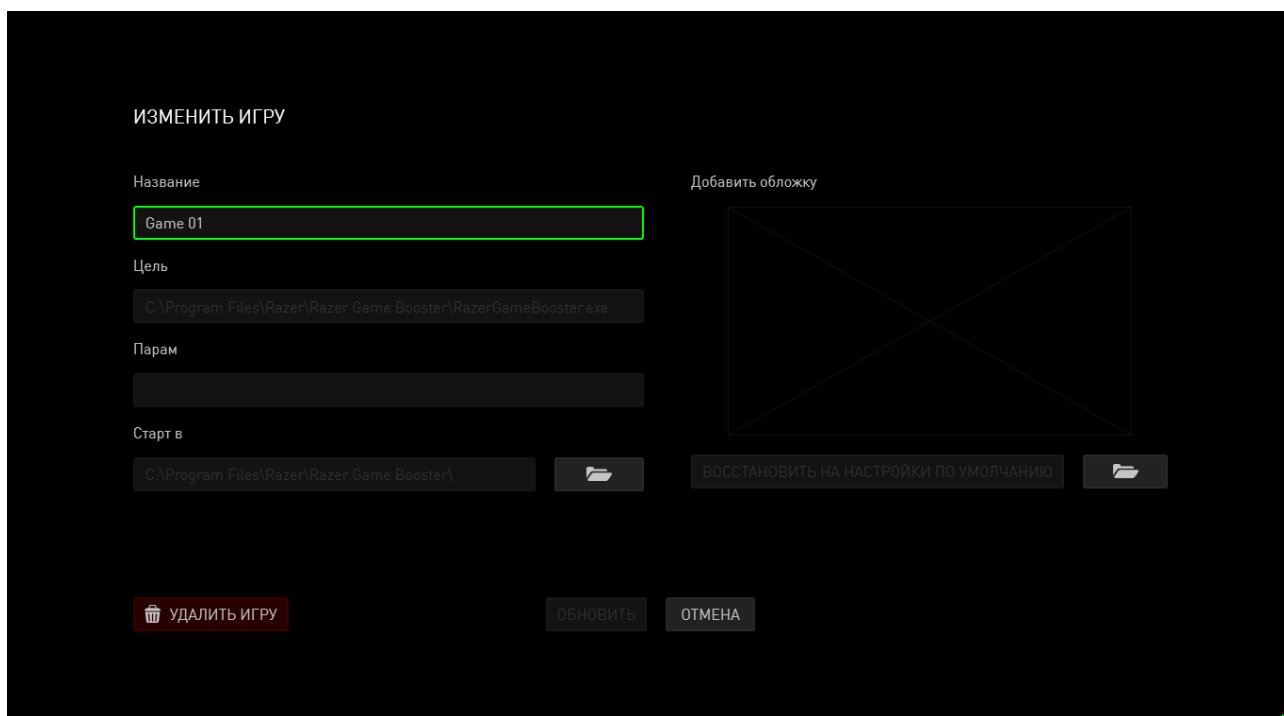 ИЗМЕНИТЬ ИГРУ
Название
Game 01
Цель
C:\Program Files\Razer\Razer Game Booster\RazerGameBooster.exe
Парам
Старт в
C:\Program Files\Razer\Razer Game Booster\
Добавить обложку
ВОССТАНОВИТЬ НА НАСТРОЙКИ ПО УМОЛЧАНИЮ
УДАЛИТЬ ИГРУ
ОБНОВИТЬ
ОТМЕНА